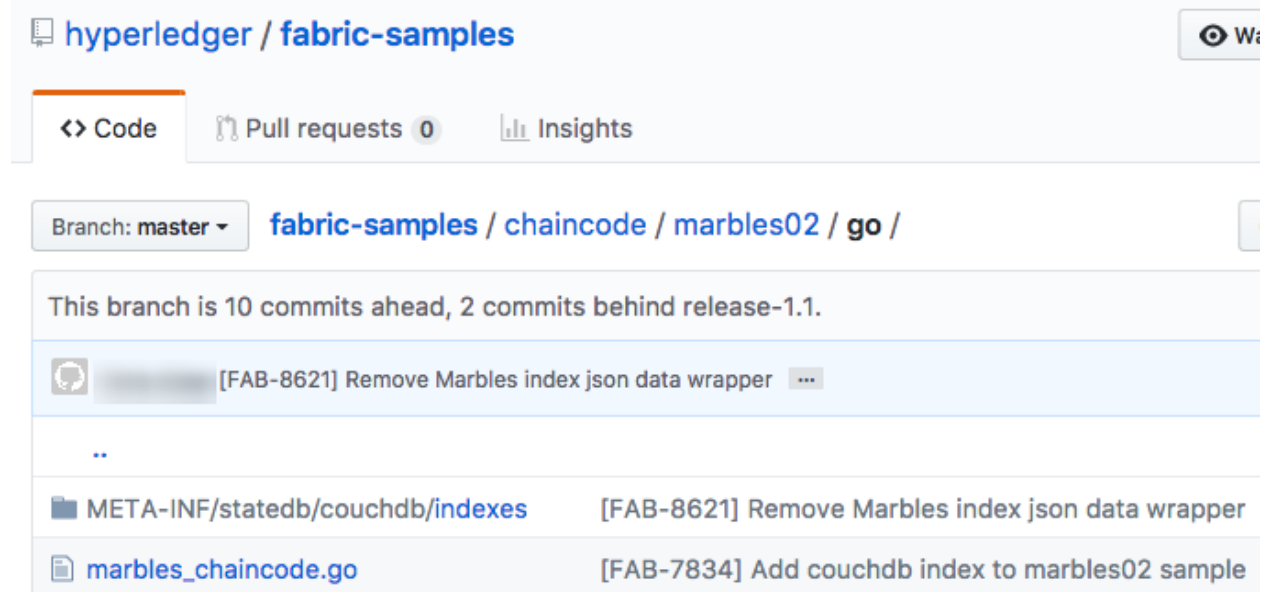 hyperledger / fabric-samples
Wa
<> Code Pull requests 0 Insights
Branch: master fabric-samples / chaincode / marbles02 / go /
This branch is 10 commits ahead, 2 commits behind release-1.1.
[FAB-8621] Remove Marbles index json data wrapper ...
..
META-INF/statedb/couchdb/indexes [FAB-8621] Remove Marbles index json data wrapper
marbles_chaincode.go [FAB-7834] Add couchdb index to marbles02 sample